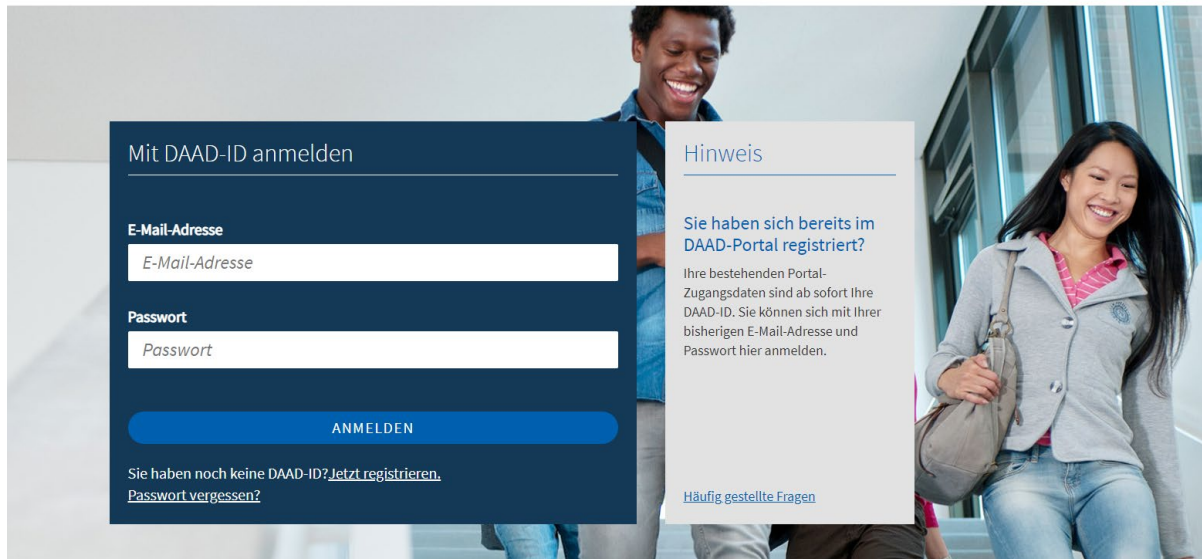 Mit DAAD-ID anmelden
E-Mail-Adresse
E-Mail-Adresse
Passwort
Passwort
ANMELDEN
Sie haben noch keine DAAD-ID? Jetzt registrieren.
Passwort vergessen?
Hinweis
Sie haben sich bereits im
DAAD-Portal registriert?
Ihre bestehenden Portal-
Zugangsdaten sind ab sofort Ihre
DAAD-ID. Sie können sich mit Ihrer
bisherigen E-Mail-Adresse und
Passwort hier anmelden.
Häufig gestellte Fragen